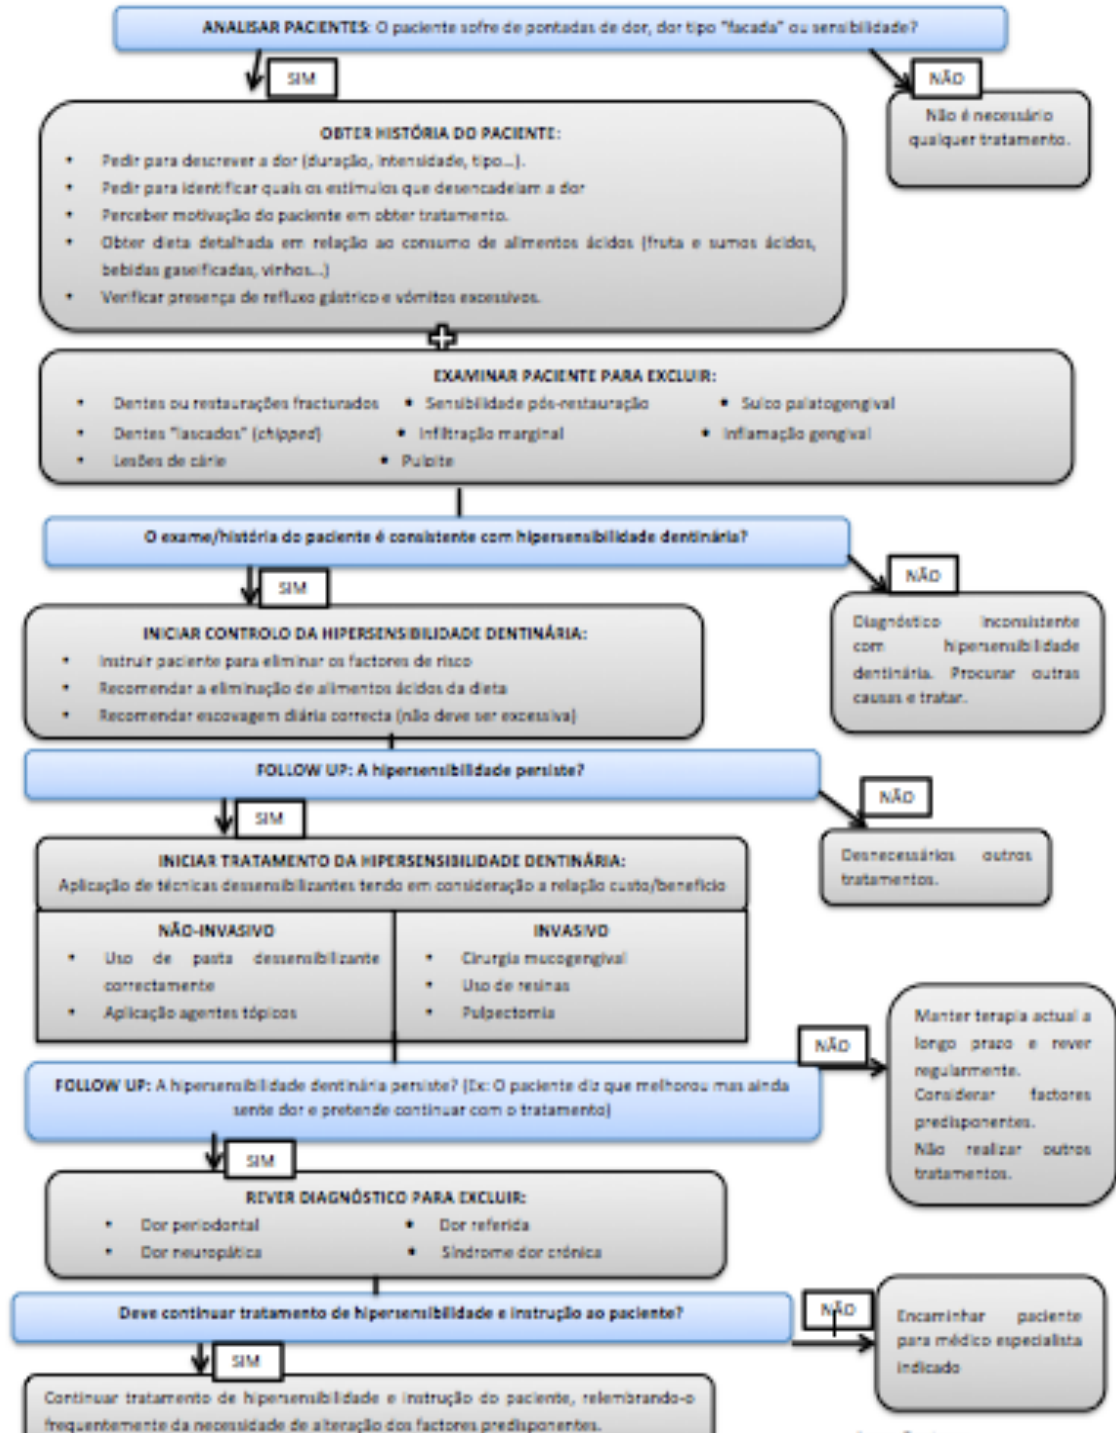 ANALISAR PACIENTES: O paciente sofre de pontadas de dor, dor tipo "facada" ou sensibilidade?
SIM
NÃO
Não é necessário
qualquer tratamento.
OBTER HISTÓRIA DO PACIENTE:
• Pedir para descrever a dor (duração, intensidade, tipo...).
• Pedir para identificar quais os estímulos que desencadeiam a dor
• Perceber motivação do paciente em obter tratamento.
• Obter dieta detalhada em relação ao consumo de alimentos ácidos (fruta e sumos ácidos,
bebidas gaseificadas, vinhos...)
• Verificar presença de refluxo gástrico e vómitos excessivos.
EXAMINAR PACIENTE PARA EXCLUIR:
• Dentes ou restaurações fracturados • Sensibilidade pós-restauração • Sulco palatogengival
• Dentes "lascados" (chipped) • Infiltração marginal • Inflamação gengival
• Lesões de cárie • Pulpite
O exame/história do paciente é consistente com hipersensibilidade dentinária?
SIM
NÃO
Diagnóstico inconsistente
com hipersensibilidade
dentinária. Procurar outras
causas e tratar.
INICIAR CONTROLO DA HIPERSENSIBILIDADE DENTINÁRIA:
• Instruir paciente para eliminar os factores de risco
• Recomendar a eliminação de alimentos ácidos da dieta
• Recomendar escovagem diária correcta (não deve ser excessiva)
FOLLOW UP: A hipersensibilidade persiste?
SIM
NÃO
Desnecessários outros
tratamentos.
INICIAR TRATAMENTO DA HIPERSENSIBILIDADE DENTINÁRIA:
Aplicação de técnicas dessensibilizantes tendo em consideração a relação custo/benefício
NÃO-INVASIVO
• Uso de pasta dessensibilizante
correctamente
• Aplicação agentes tópicos
INVASIVO
• Cirurgia mucogengival
• Uso de resinas
• Pulpectomia
FOLLOW UP: A hipersensibilidade dentinária persiste? (Ex: O paciente diz que melhorou mas ainda
sente dor e pretende continuar com o tratamento)
NÃO
Manter terapia actual a
longo prazo e rever
regularmente.
Considerar factores
predisponentes.
Não realizar outros
tratamentos.
SIM
REVER DIAGNÓSTICO PARA EXCLUIR:
• Dor periodontal • Dor referida
• Dor neuropática • Síndrome dor crónica
Deve continuar tratamento de hipersensibilidade e instrução ao paciente?
NÃO
Encaminhar paciente
para médico especialista
indicado
SIM
Continuar tratamento de hipersensibilidade e instrução do paciente, relembrando-o
frequentemente da necessidade de alteração dos factores predisponentes.